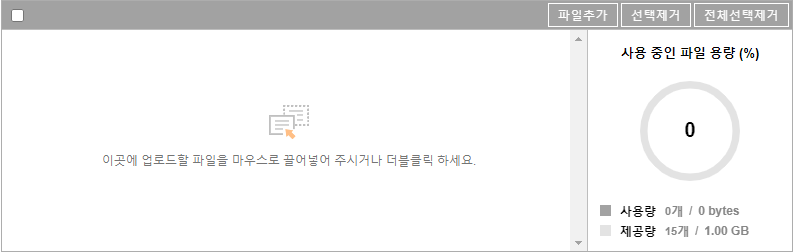 파일추가 선택제거 전체선택제거
사용 중인 파일 용량 (%)
0
이곳에 업로드할 파일을 마우스로 끌어넣어 주시거나 더블클릭 하세요.
사용량 0개 / 0 bytes
제공량 15개 / 1.00 GB